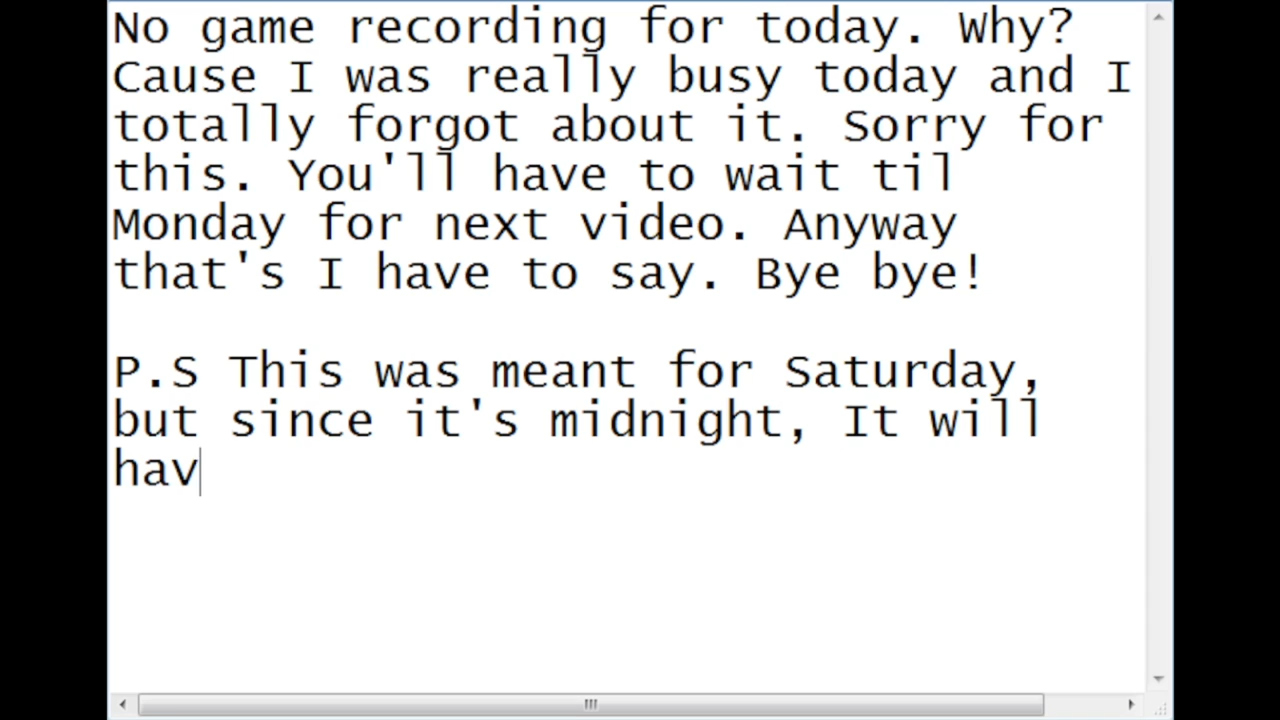 No game recording for today. Why?
Cause I was really busy today and I
totally forgot about it. Sorry for
this. You'll have to wait til
Monday for next video. Anyway
that's I have to say. Bye bye!
P.S This was meant for Saturday,
but since it's midnight, It will
hav